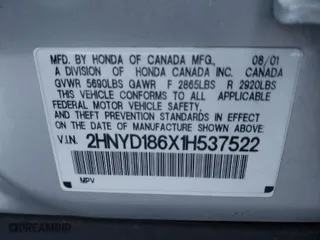 MFD. BY HONDA OF CANADA MFG., 08/01
A DIVISION OF HONDA CANADA INC. CANADA
GVWR 5690LBS GAWR F 2865LBS R 2920LBS
THIS VEHICLE CONFORMS TO ALL APPLICABLE
FEDERAL MOTOR VEHICLE SAFETY AND
THEFT PREVENTION STANDARDS IN EFFECT ON
THE DATE OF MANUFACTURE SHOWN ABOVE.
V.I.N. 2HNYD186X1H537522
MPV
DREAMBID